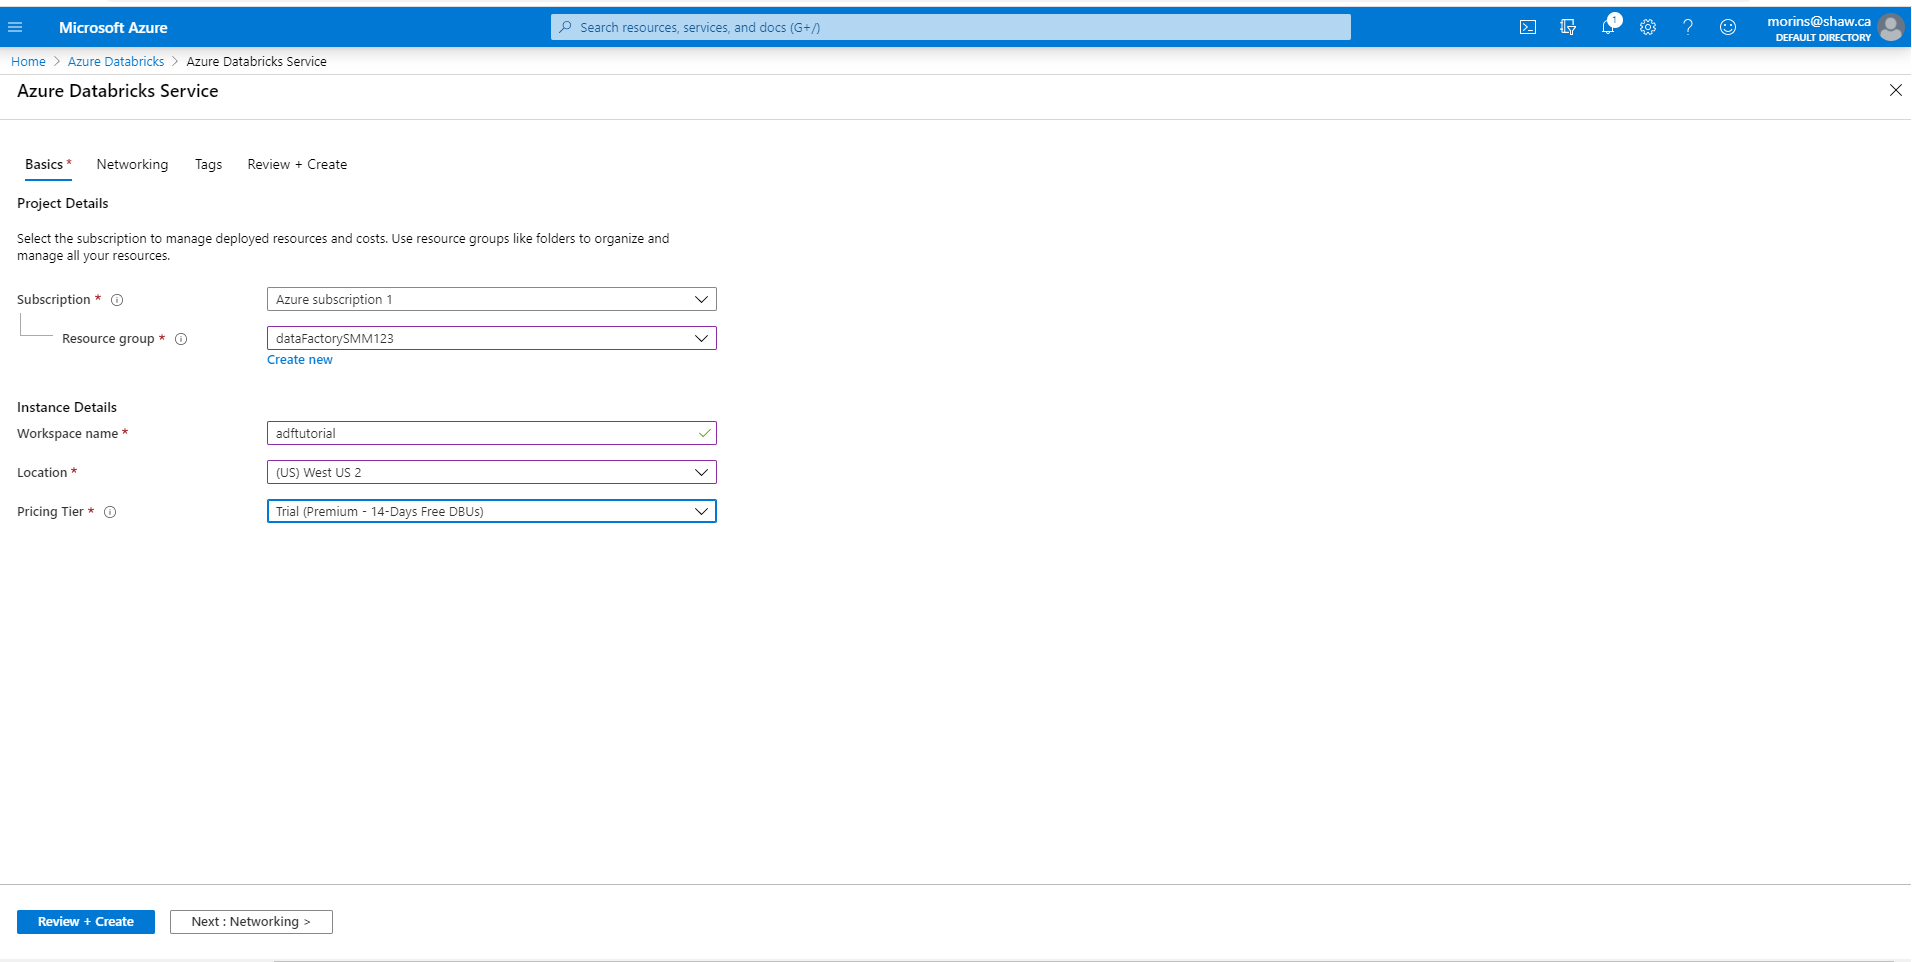 Microsoft Azure
Search resources, services, and docs (G+/)
1
morins@shaw.ca
DEFAULT DIRECTORY
Home > Azure Databricks > Azure Databricks Service
Azure Databricks Service
Basics * Networking Tags Review + Create
Project Details
Select the subscription to manage deployed resources and costs. Use resource groups like folders to organize and
manage all your resources.
Subscription * Azure subscription 1
Resource group * dataFactorySMM123
Create new
Instance Details
Workspace name * adftutorial
Location * (US) West US 2
Pricing Tier * Trial (Premium - 14-Days Free DBUs)
Review + Create Next : Networking >